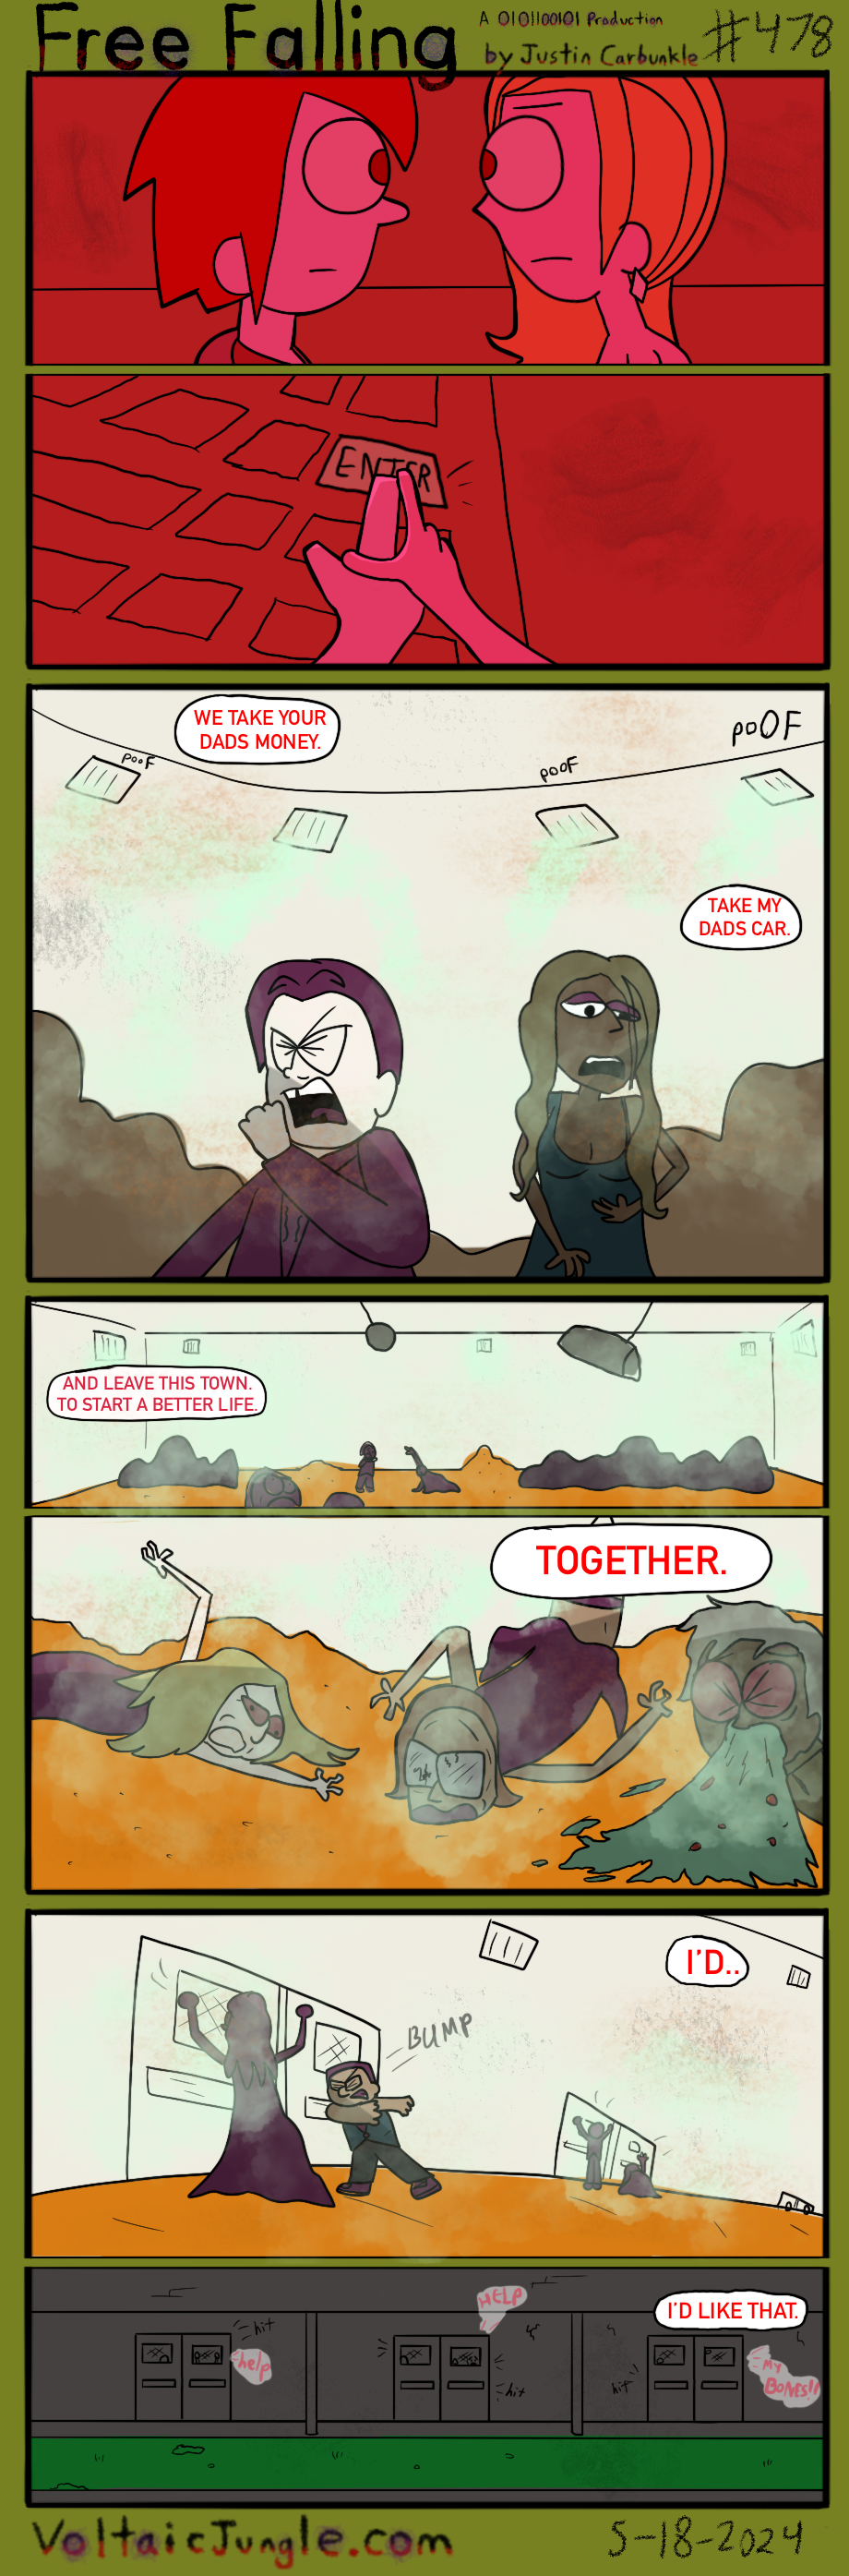 Free Falling
A 0101100101 Production
by Justin Carbunkle
#478
ENTER
WE TAKE YOUR
DADS MONEY.
poof
poof
poOF
TAKE MY
DADS CAR.
AND LEAVE THIS TOWN.
TO START A BETTER LIFE.
TOGETHER.
I'D..
BUMP
HELP
I'D LIKE THAT.
hit
help
hit
hit
MY
BONES!!
VoltaicJungle.com
5-18-2024